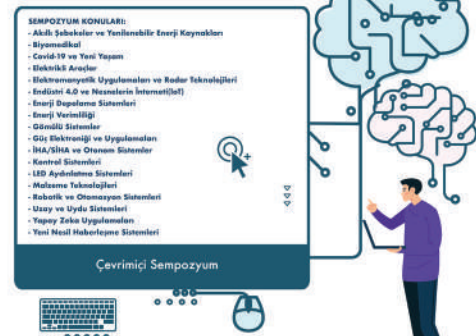 SEMPOZYUM KONULARI:
- Akıllı Şebekeler ve Yenilenebilir Enerji Kaynakları
- Biyomedikal
- Covid-19 ve Yeni Yaşam
- Elektrikli Araçlar
- Elektromanyetik Uygulamaları ve Radar Teknolojileri
- Endüstri 4.0 ve Nesnelerin İnterneti(IoT)
- Enerji Depolama Sistemleri
- Enerji Verimliliği
- Gömülü Sistemler
- Güç Elektroniği ve Uygulamaları
- İHA/SİHA ve Otonom Sistemler
- Kontrol Sistemleri
- LED Aydınlatma Sistemleri
- Malzeme Teknolojileri
- Robotik ve Otomasyon Sistemleri
- Uzay ve Uydu Sistemleri
- Yapay Zeka Uygulamaları
- Yeni Nesil Haberleşme Sistemleri
Çevrimiçi Sempozyum